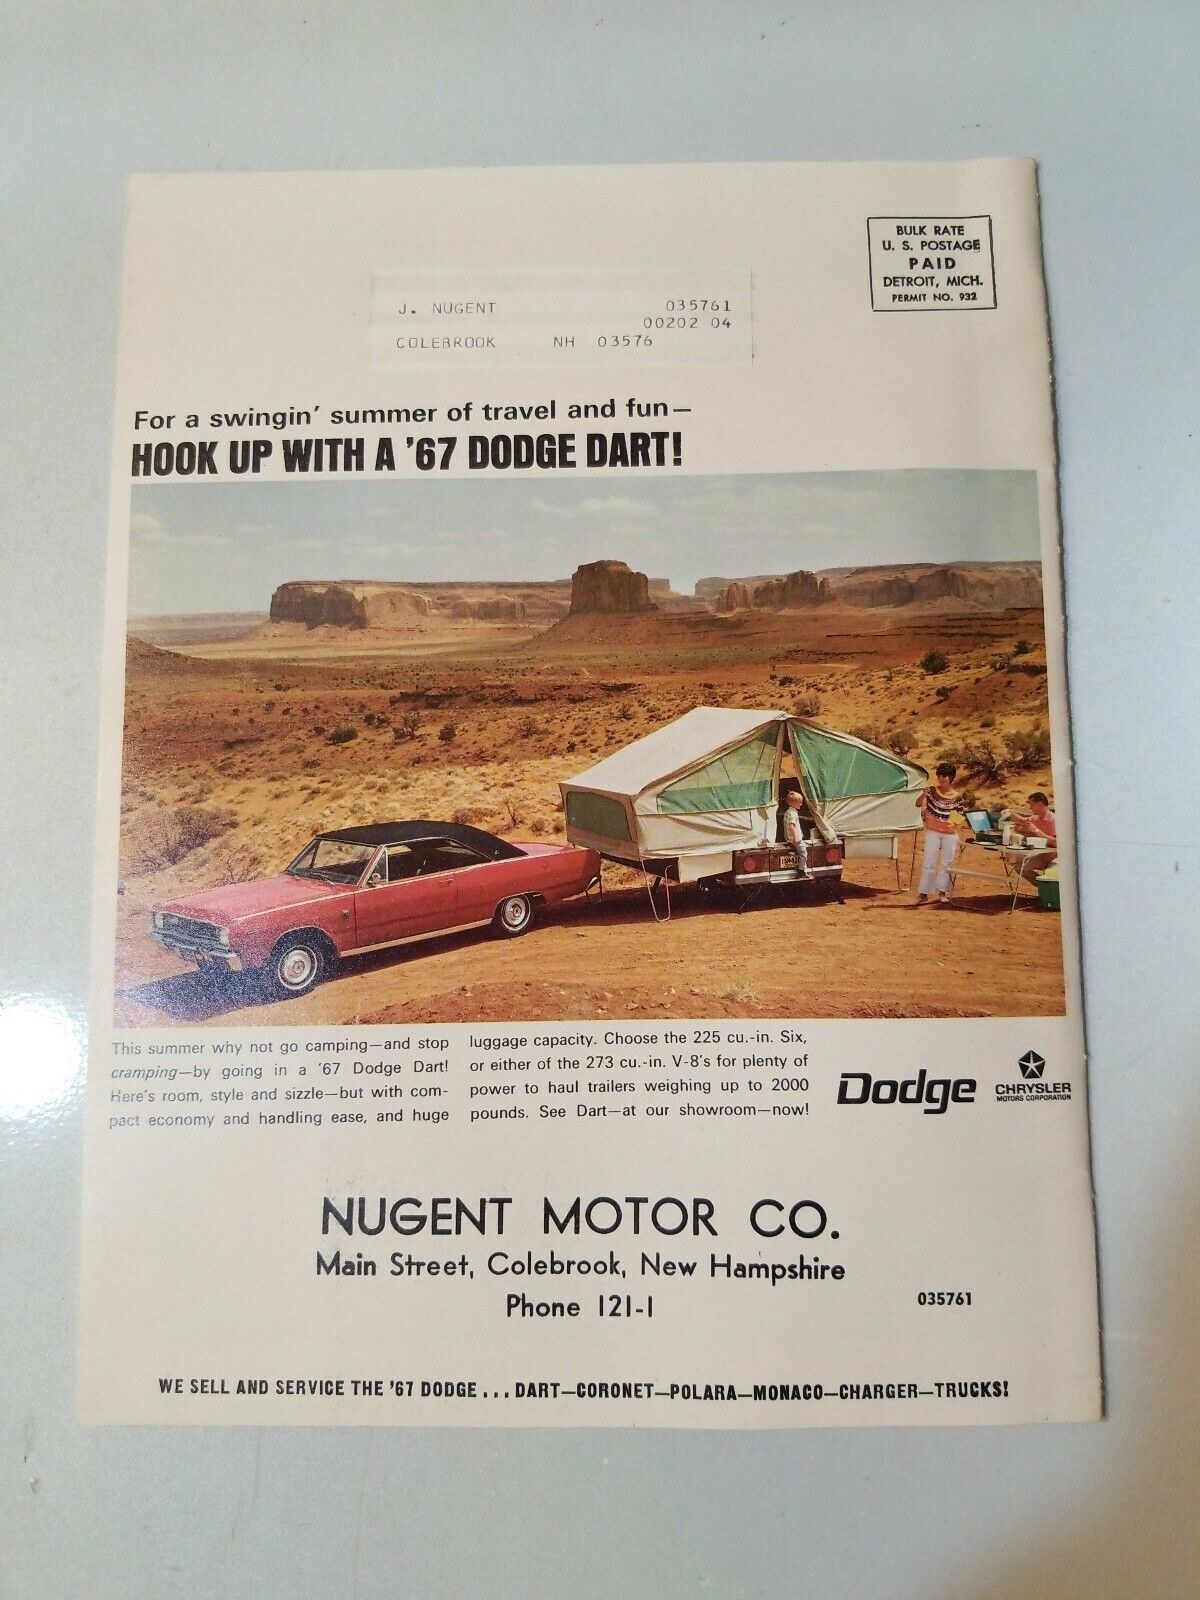 BULK RATE
U. S. POSTAGE
PAID
DETROIT, MICH.
PERMIT NO. 932
J. NUGENT 035761
00202 04
COLEBROOK NH 03576
For a swingin' summer of travel and fun—
HOOK UP WITH A '67 DODGE DART!
This summer why not go camping—and stop
cramping—by going in a '67 Dodge Dart!
Here's room, style and sizzle—but with com-
pact economy and handling ease, and huge
luggage capacity. Choose the 225 cu.-in. Six,
or either of the 273 cu.-in. V-8's for plenty of
power to haul trailers weighing up to 2000
pounds. See Dart—at our showroom—now!
Dodge
CHRYSLER
MOTORS CORPORATION
NUGENT MOTOR CO.
Main Street, Colebrook, New Hampshire
Phone 121-1
035761
WE SELL AND SERVICE THE '67 DODGE . . . DART—CORONET—POLARA—MONACO—CHARGER—TRUCKS!